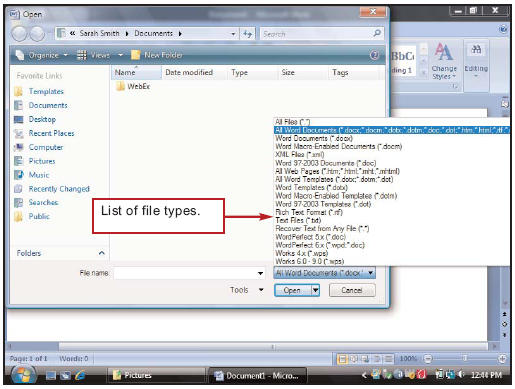 Open
« Sarah Smith ▸ Documents ▸
Search
Organize
Views
New Folder
Favorite Links
Templates
Documents
Desktop
Recent Places
Computer
Pictures
Music
Recently Changed
Searches
Public
Folders
Name
Date modified
Type
Size
Tags
WebEx
Change
Styles
Editing
ding 1
List of file types.
All Files (*.*)
All Word Documents (*.docx;*.docm;*.dotx;*.dotm;*.doc;*.dot;*.htm;*.html;*.rtf
Word Documents (*.docx)
Word Macro-Enabled Documents (*.docm)
XML Files (*.xml)
Word 97-2003 Documents (*.doc)
All Web Pages (*.htm;*.html;*.mht;*.mhtml)
All Word Templates (*.dotx;*.dotm;*.dot)
Word Templates (*.dotx)
Word Macro-Enabled Templates (*.dotm)
Word 97-2003 Templates (*.dot)
Rich Text Format (*.rtf)
Text Files (*.txt)
Recover Text from Any File (*.*)
WordPerfect 5.x (*.doc)
WordPerfect 6.x (*.wpd;*.doc)
Works 4.x (*.wps)
Works 6.0 - 9.0 (*.wps)
File name:
All Word Documents (*.docx
Tools
Open
Cancel
Page: 1 of 1
Words: 0
100%
Pictures
Document1 - Micro...
12:44 PM